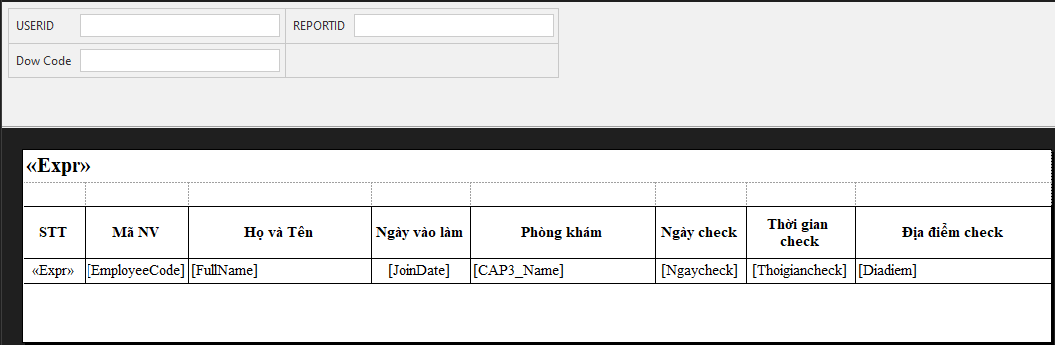 USERID REPORTID
Dow Code
«Expr»
STT Mã NV Họ và Tên Ngày vào làm Phòng khám Ngày check Thời gian check Địa điểm check
«Expr» [EmployeeCode] [FullName] [JoinDate] [CAP3_Name] [Ngaycheck] [Thoigiancheck] [Diadiem]